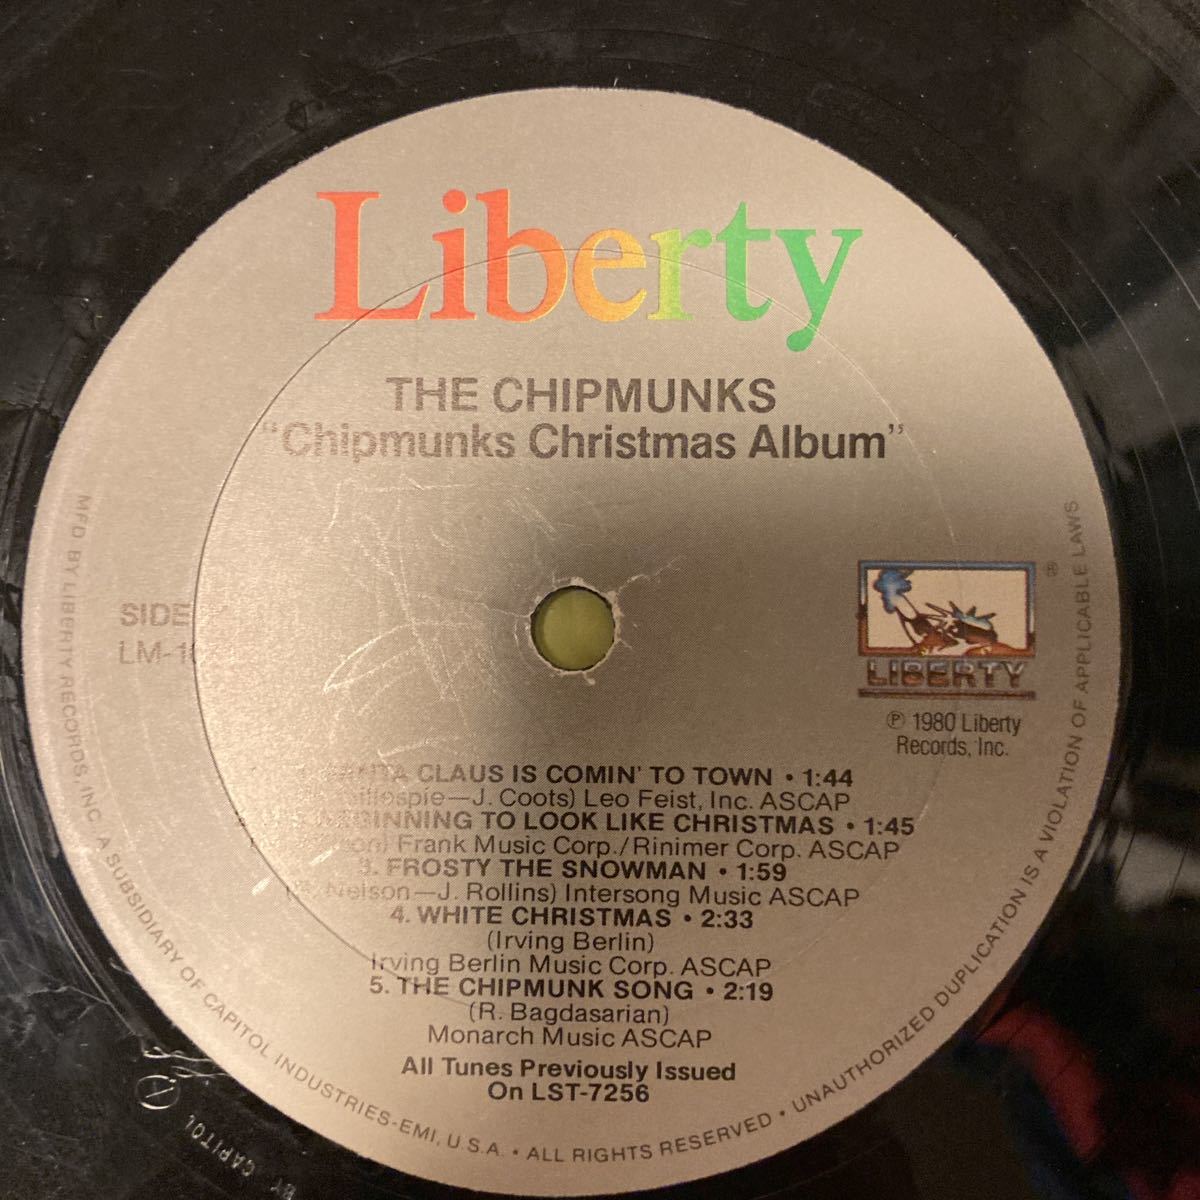 Liberty
THE CHIPMUNKS
"Chipmunks Christmas Album"
SIDE
LIBERTY
®
℗ 1980 Liberty
Records, Inc.
SANTA CLAUS IS COMIN' TO TOWN • 1:44
Gillespie—J. Coots) Leo Feist, Inc. ASCAP
BEGINNING TO LOOK LIKE CHRISTMAS • 1:45
Frank Music Corp./Rinimer Corp. ASCAP
3. FROSTY THE SNOWMAN • 1:59
Nelson—J. Rollins) Intersong Music ASCAP
4. WHITE CHRISTMAS • 2:33
(Irving Berlin)
Irving Berlin Music Corp. ASCAP
5. THE CHIPMUNK SONG • 2:19
(R. Bagdasarian)
Monarch Music ASCAP
All Tunes Previously Issued
On LST-7256
MFD. BY LIBERTY RECORDS, INC. A SUBSIDIARY OF CAPITOL INDUSTRIES-EMI, U.S.A. • ALL RIGHTS RESERVED • UNAUTHORIZED DUPLICATION IS A VIOLATION OF APPLICABLE LAWS
BY CAPITOL